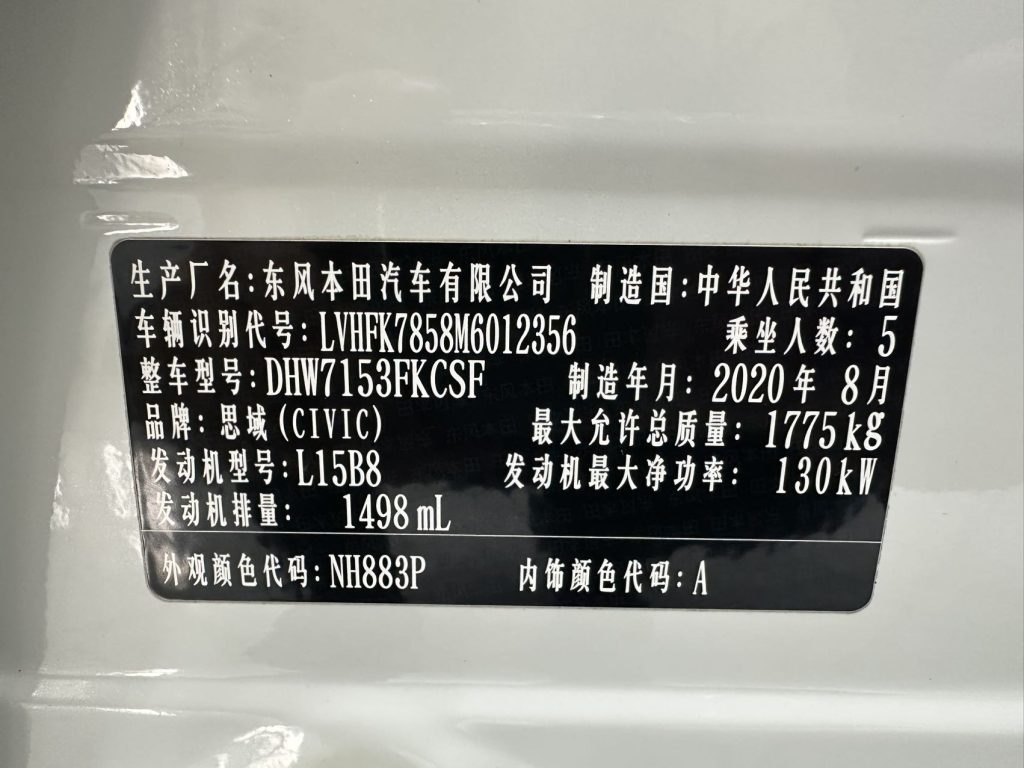 生产厂名:东风本田汽车有限公司 制造国:中华人民共和国
车辆识别代号: LVHFK7858M6012356 乘坐人数: 5
整车型号: DHW7153FKCSF 制造年月: 2020年 8月
品牌: 思域(CIVIC) 最大允许总质量: 1775kg
发动机型号: L15B8 发动机最大净功率: 130kW
发动机排量: 1498 mL
外观颜色代码: NH883P 内饰颜色代码: A